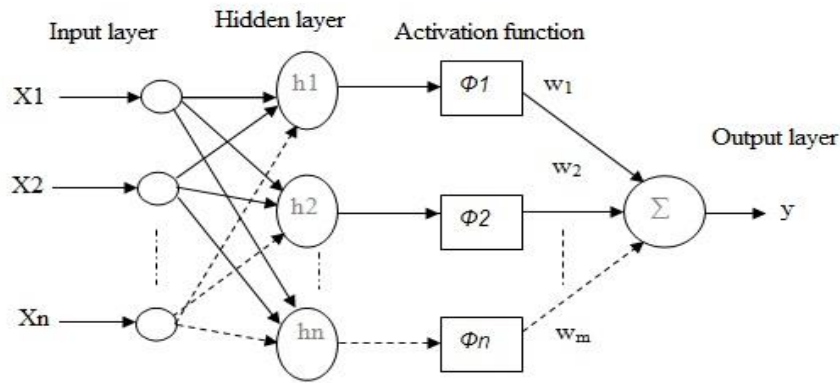 Input layer
Hidden layer
Activation function
Output layer
X1
h1
Φ1
w1
X2
h2
Φ2
w2
Σ
y
Xn
hn
Φn
wm